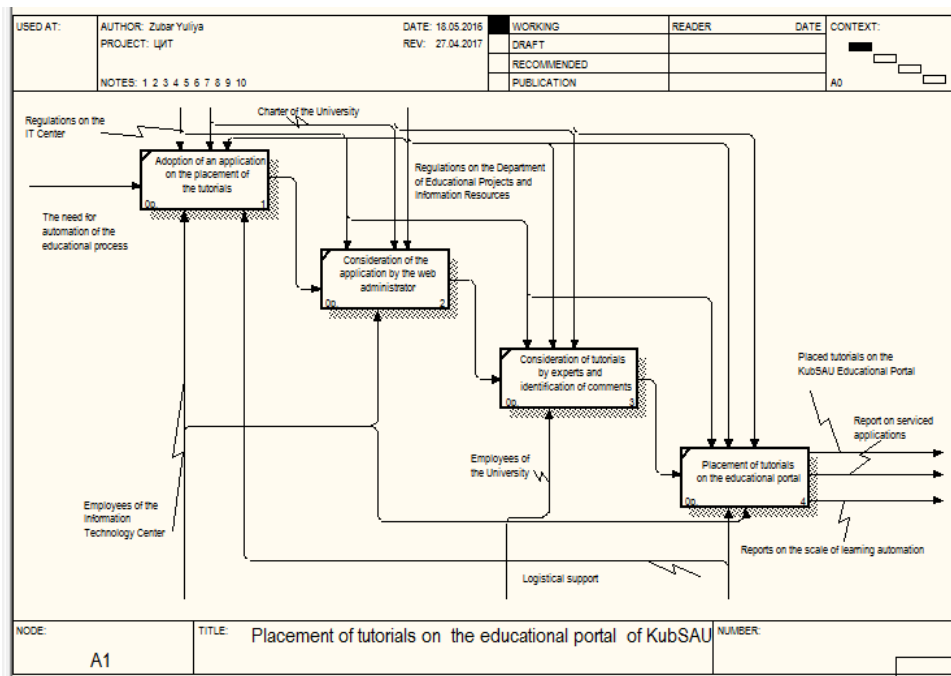 USED AT:
AUTHOR: Zubar Yuliya
DATE: 18.05.2016
WORKING
READER
DATE
CONTEXT:
PROJECT: ЦИТ
REV: 27.04.2017
DRAFT
RECOMMENDED
NOTES: 1 2 3 4 5 6 7 8 9 10
PUBLICATION
A0
Regulations on the
IT Center
Charter of the University
Adoption of an application
on the placement of
the tutorials
0р.
1
Regulations on the Department
of Educational Projects and
Information Resources
The need for
automation of the
educational process
Consideration of the
application by the web
administrator
0р.
2
Consideration of tutorials
by experts and
identification of comments
0р.
3
Placed tutorials on the
KubSAU Educational Portal
Report on serviced
applications
Employees of
the University
Placement of tutorials
on the educational portal
0р.
4
Employees of the
Information
Technology Center
Reports on the scale of learning automation
Logistical support
NODE:
A1
TITLE:
Placement of tutorials on the educational portal of KubSAU
NUMBER: